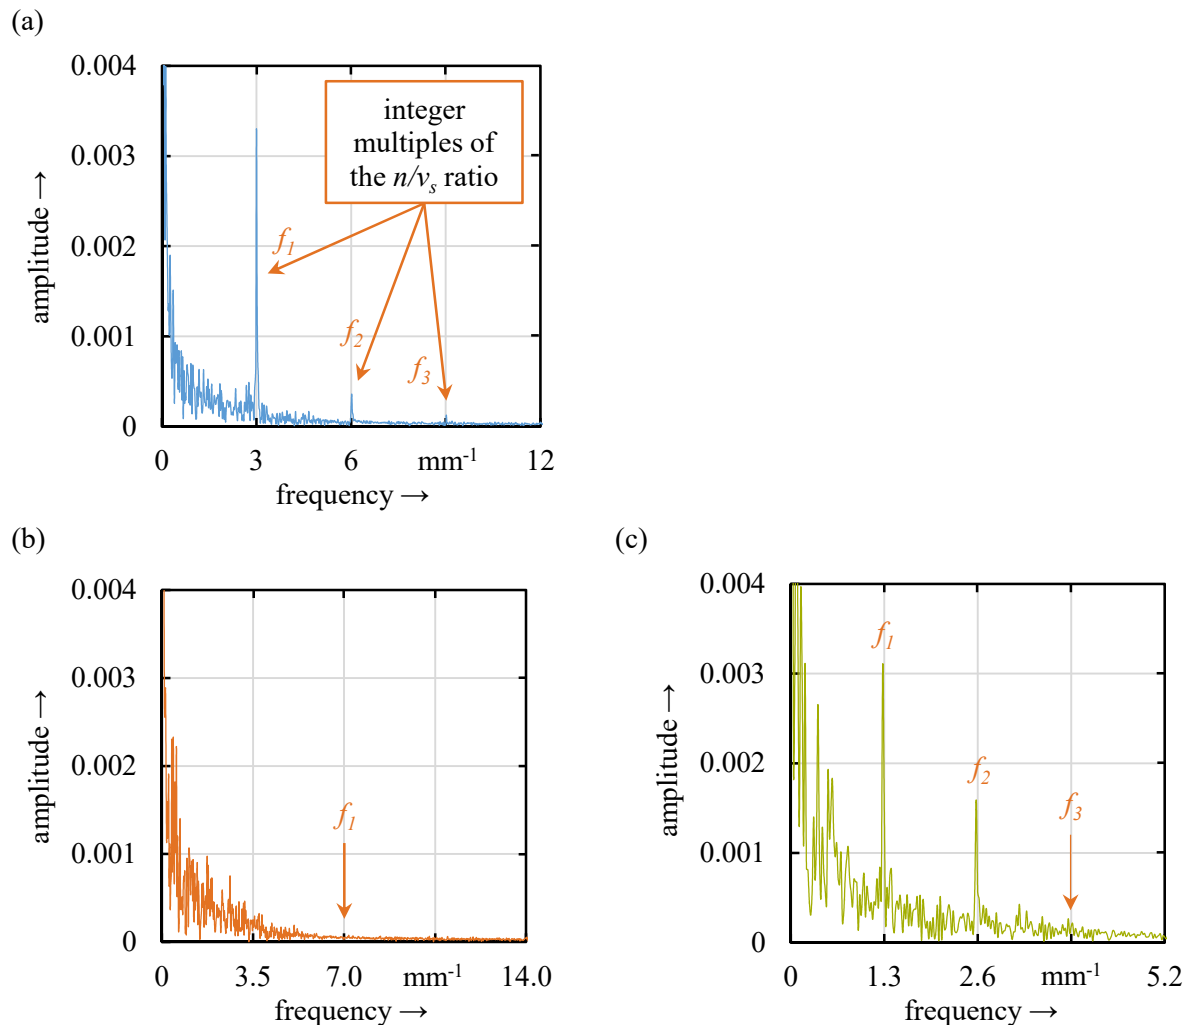 (a)
0.004
0.003
0.002
0.001
0
amplitude →
integer
multiples of
the n/vs ratio
f1
f2
f3
0 3 6 mm-1 12
frequency →
(b)
0.004
0.003
0.002
0.001
0
amplitude →
f1
0 3.5 7.0 mm-1 14.0
frequency →
(c)
0.004
0.003
0.002
0.001
0
amplitude →
f1
f2
f3
0 1.3 2.6 mm-1 5.2
frequency →